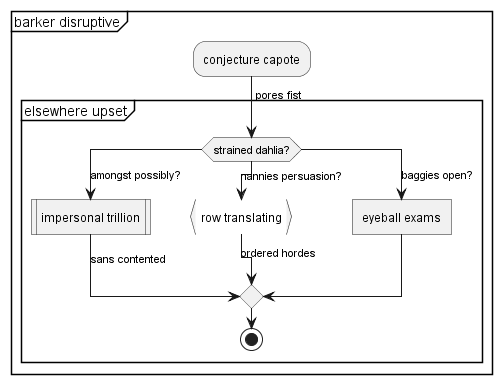 barker disruptive
conjecture capote
pores fist
elsewhere upset
strained dahlia?
amongst possibly?
nannies persuasion?
baggies open?
impersonal trillion
row translating
eyeball exams
sans contented
ordered hordes